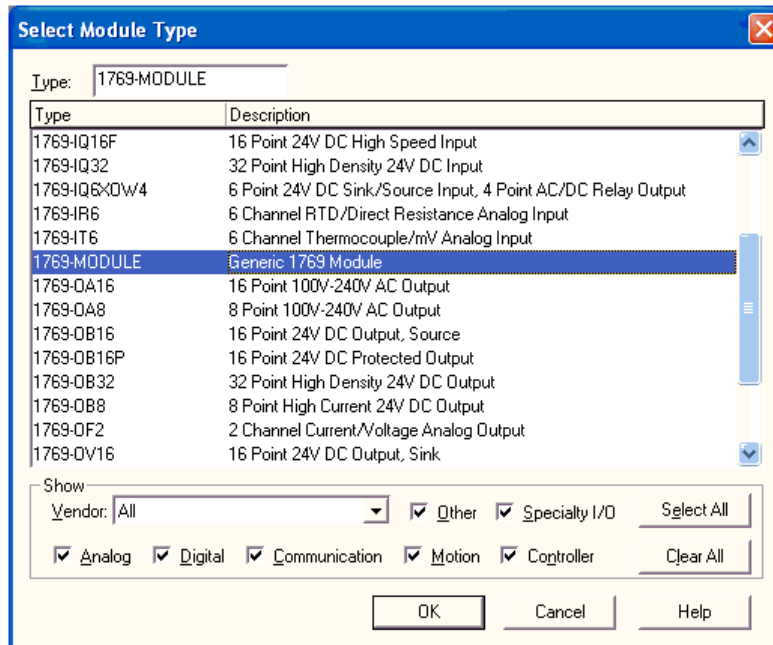 Select Module Type
Type: 1769-MODULE
Type Description
1769-IQ16F 16 Point 24V DC High Speed Input
1769-IQ32 32 Point High Density 24V DC Input
1769-IQ6XOW4 6 Point 24V DC Sink/Source Input, 4 Point AC/DC Relay Output
1769-IR6 6 Channel RTD/Direct Resistance Analog Input
1769-IT6 6 Channel Thermocouple/mV Analog Input
1769-MODULE Generic 1769 Module
1769-OA16 16 Point 100V-240V AC Output
1769-OA8 8 Point 100V-240V AC Output
1769-OB16 16 Point 24V DC Output, Source
1769-OB16P 16 Point 24V DC Protected Output
1769-OB32 32 Point High Density 24V DC Output
1769-OB8 8 Point High Current 24V DC Output
1769-OF2 2 Channel Current/Voltage Analog Output
1769-OV16 16 Point 24V DC Output, Sink
Show
Vendor: All Other Specialty I/O Select All
Analog Digital Communication Motion Controller Clear All
OK Cancel Help